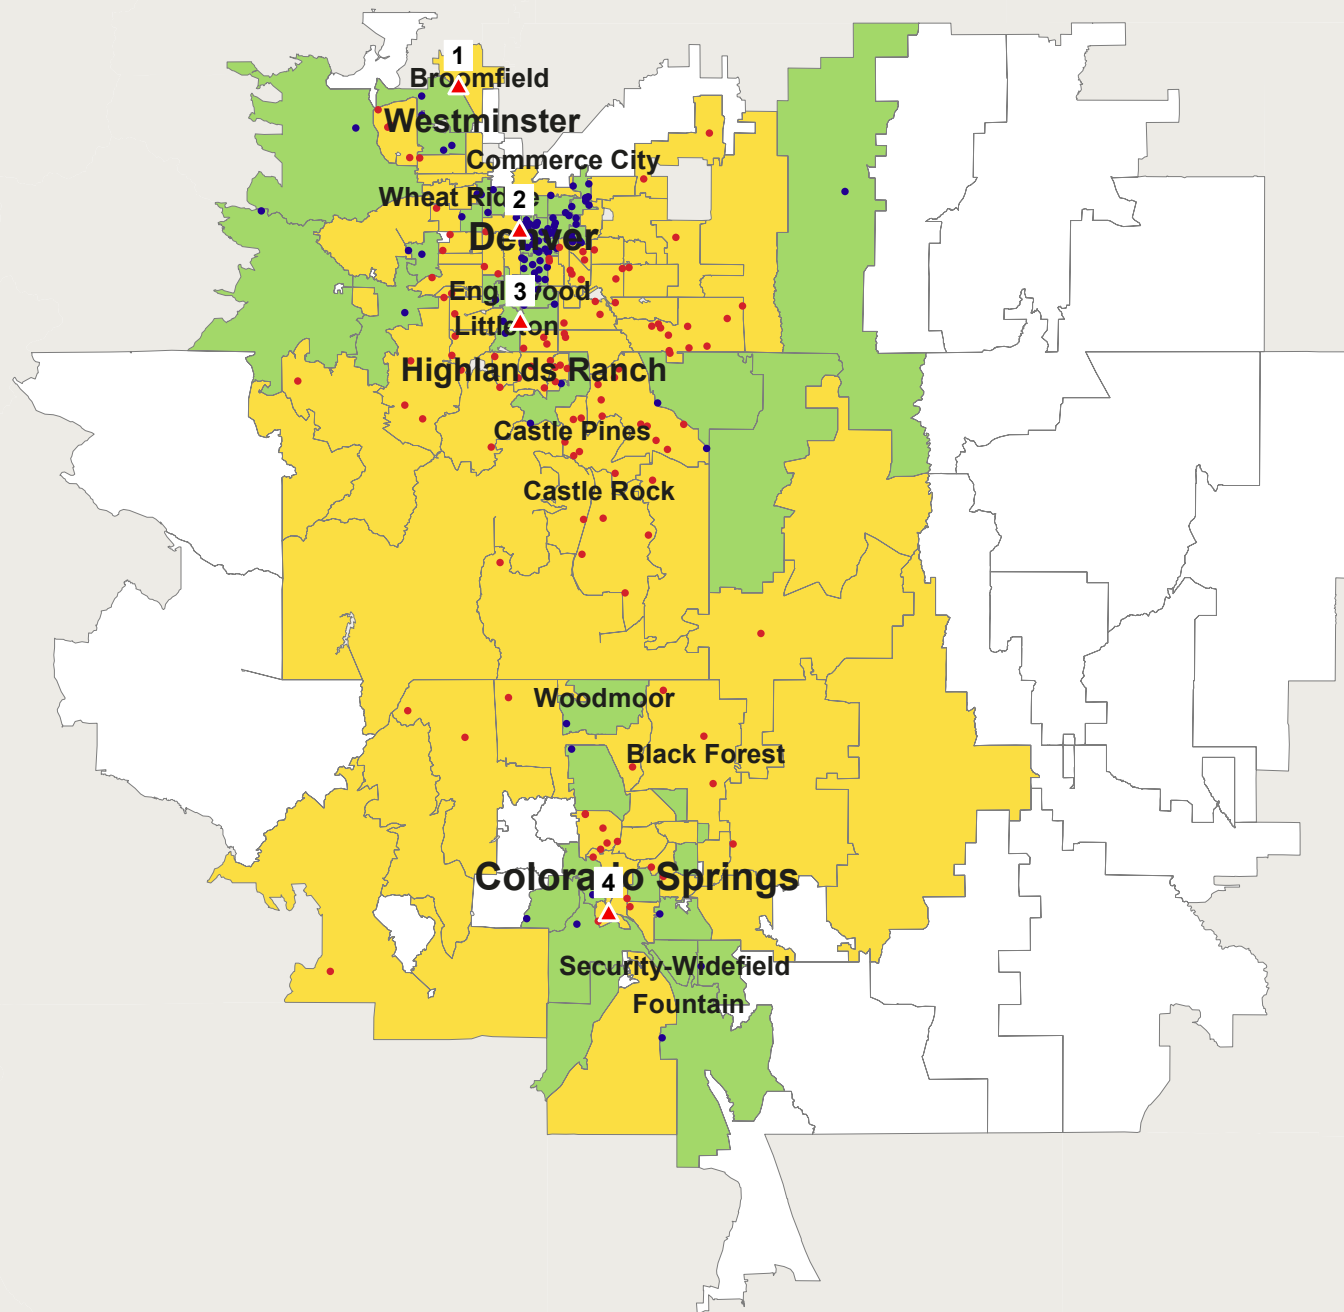 1
Broomfield
Westminster
Commerce City
Wheat Ridge
2
Denver
Englewood
3
Littleton
Highlands Ranch
Castle Pines
Castle Rock
Woodmoor
Black Forest
Colorado Springs
4
Security-Widefield
Fountain